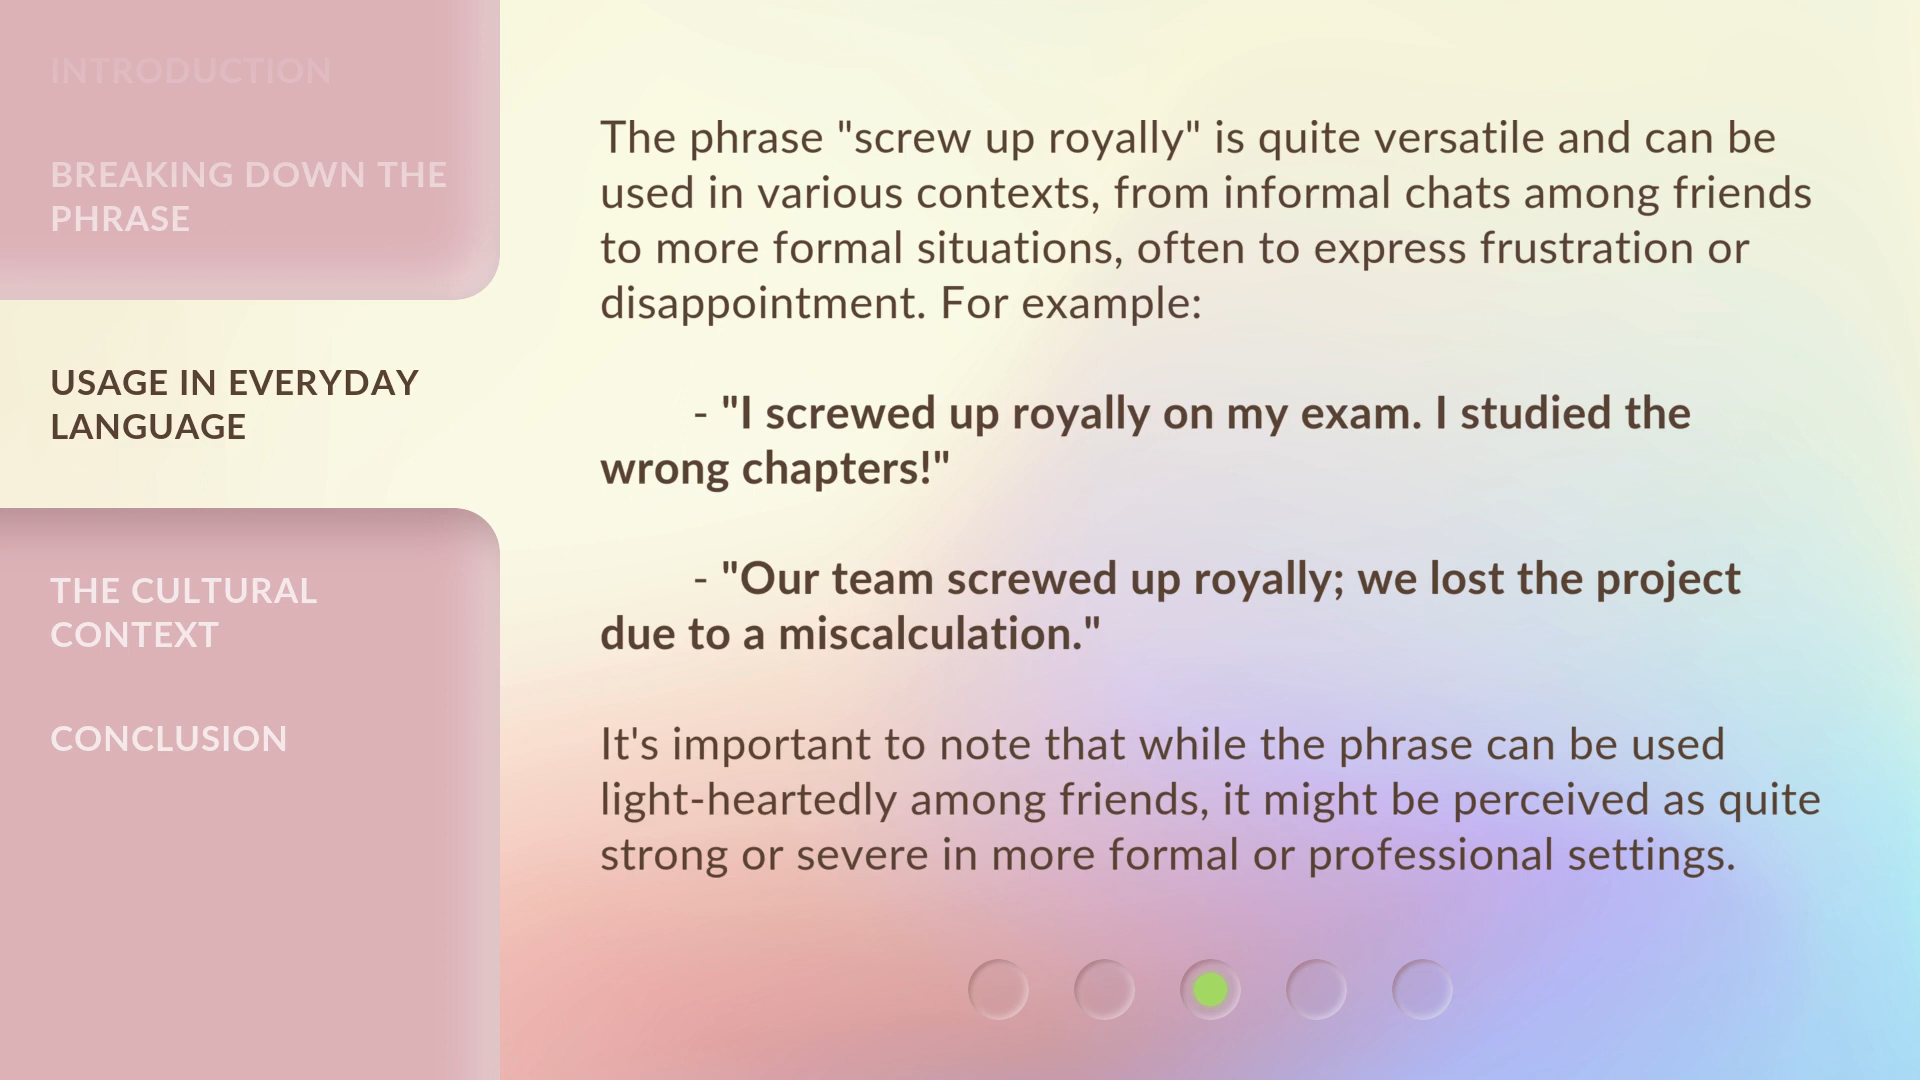 INTRODUCTION
BREAKING DOWN THE
PHRASE
USAGE IN EVERYDAY
LANGUAGE
THE CULTURAL
CONTEXT
CONCLUSION
The phrase "screw up royally" is quite versatile and can be
used in various contexts, from informal chats among friends
to more formal situations, often to express frustration or
disappointment. For example:
- "I screwed up royally on my exam. I studied the
wrong chapters!"
- "Our team screwed up royally; we lost the project
due to a miscalculation."
It's important to note that while the phrase can be used
light-heartedly among friends, it might be perceived as quite
strong or severe in more formal or professional settings.